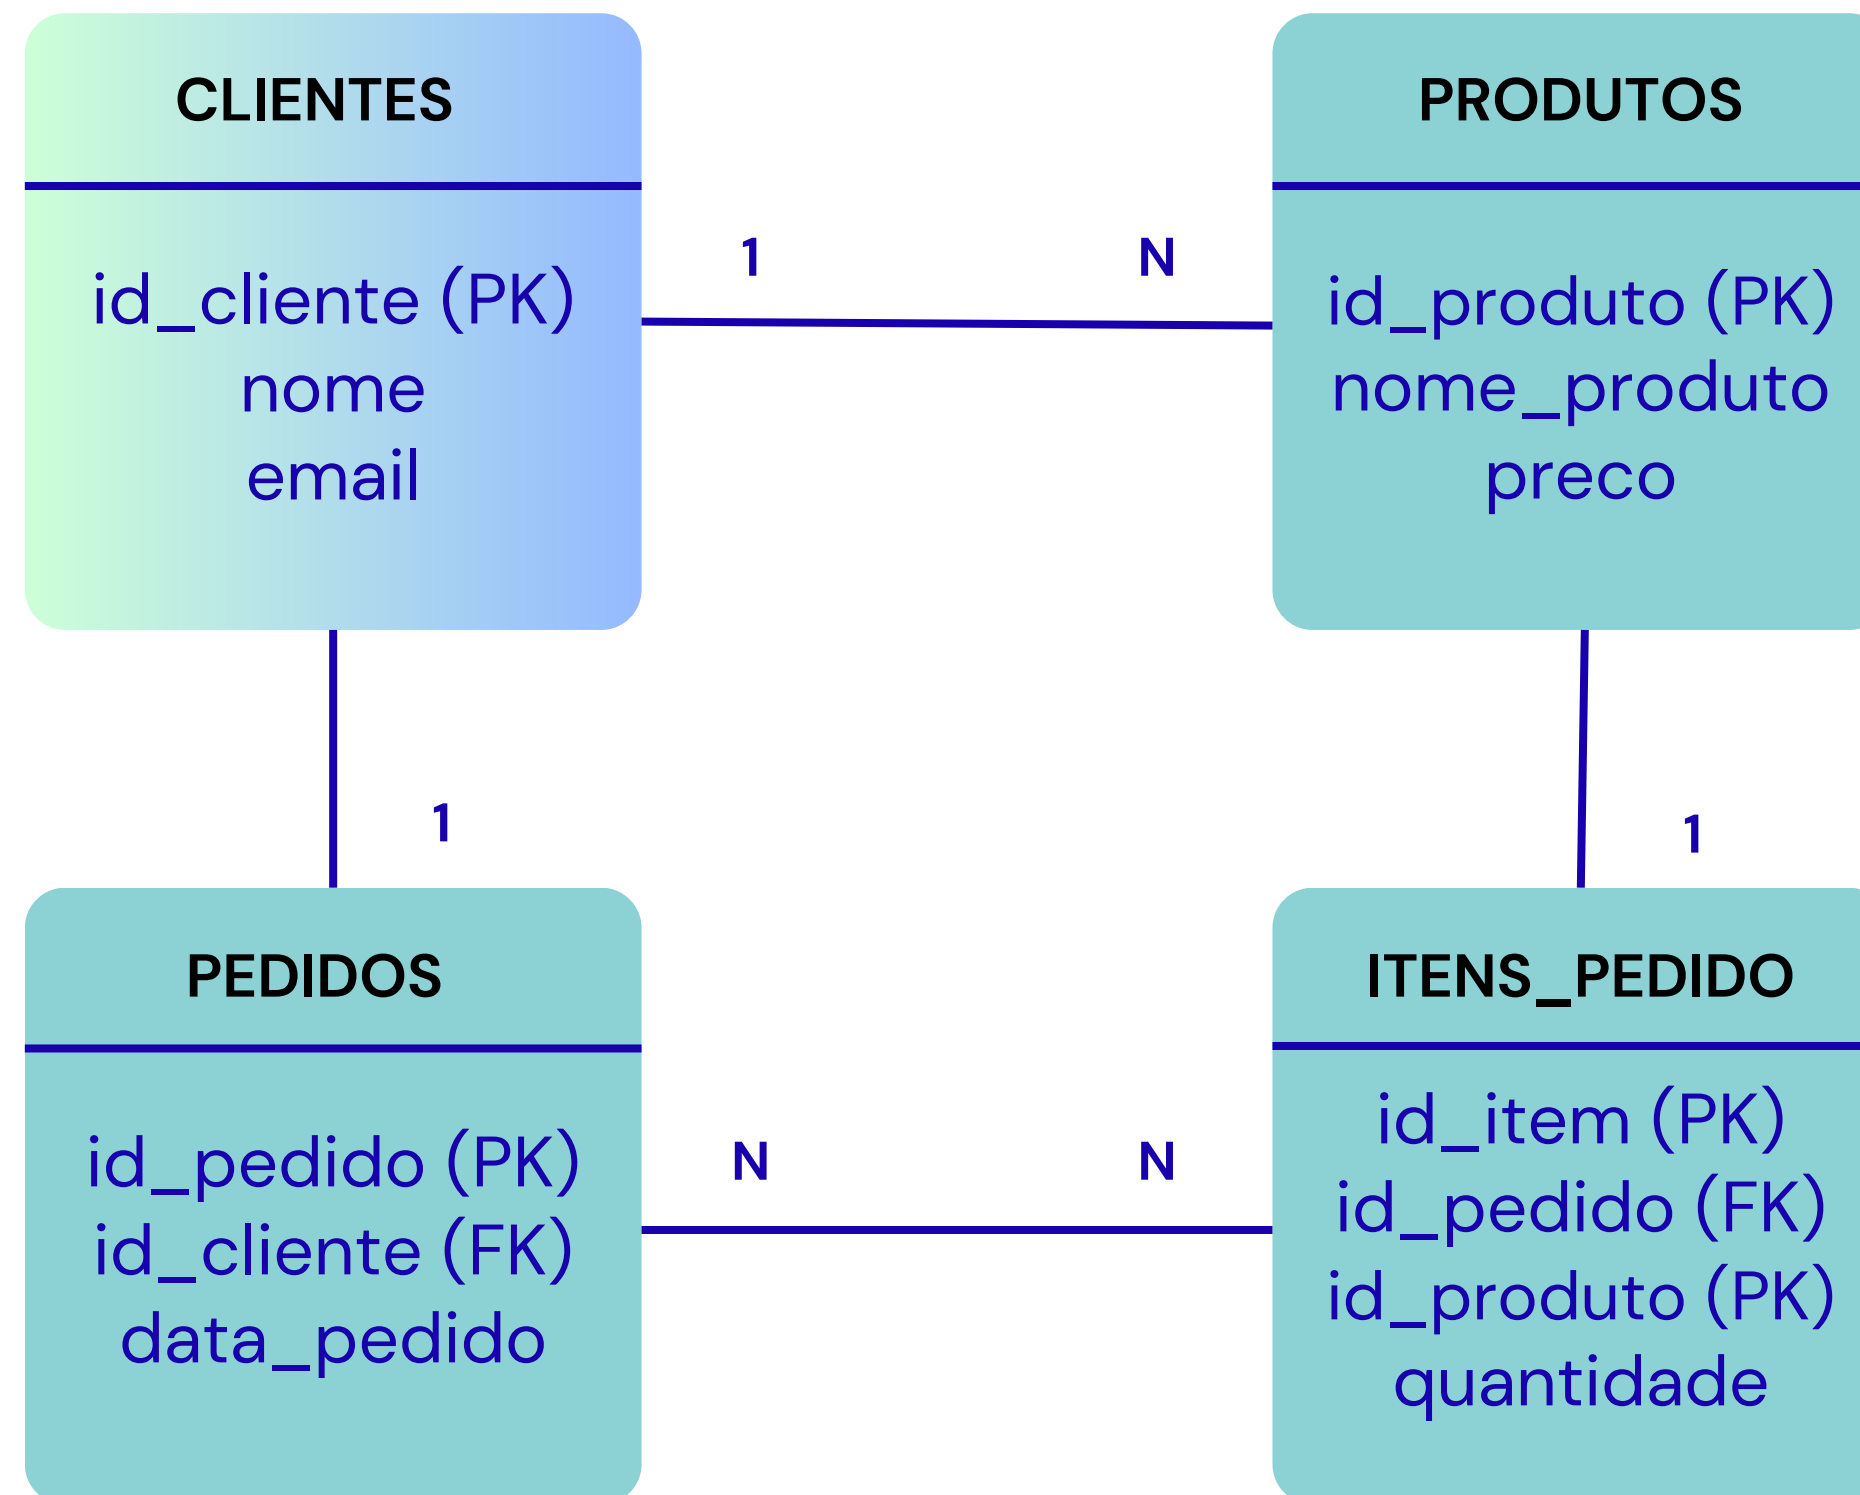 CLIENTES
id_cliente (PK)
nome
email
1
N
PRODUTOS
id_produto (PK)
nome_produto
preco
1
1
PEDIDOS
id_pedido (PK)
id_cliente (FK)
data_pedido
N
N
ITENS_PEDIDO
id_item (PK)
id_pedido (FK)
id_produto (PK)
quantidade